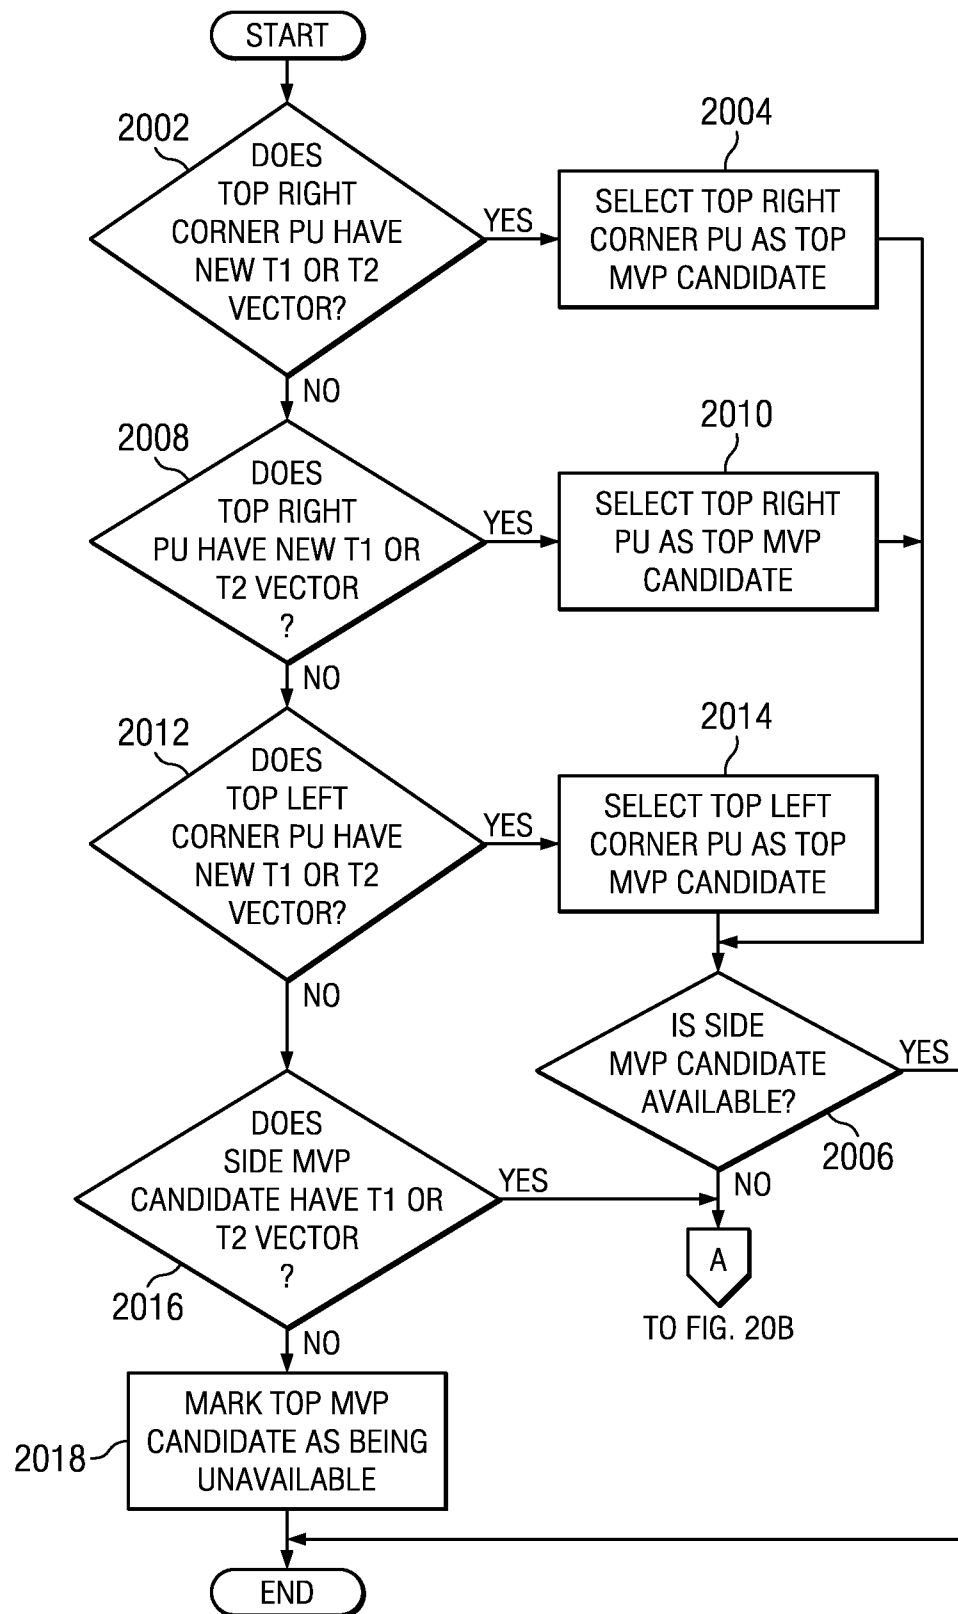 START
2002
DOES
TOP RIGHT
CORNER PU HAVE
NEW T1 OR T2
VECTOR?
YES
2004
SELECT TOP RIGHT
CORNER PU AS TOP
MVP CANDIDATE
NO
2008
DOES
TOP RIGHT
PU HAVE NEW T1 OR
T2 VECTOR
?
YES
2010
SELECT TOP RIGHT
PU AS TOP MVP
CANDIDATE
NO
2012
DOES
TOP LEFT
CORNER PU HAVE
NEW T1 OR T2
VECTOR?
YES
2014
SELECT TOP LEFT
CORNER PU AS TOP
MVP CANDIDATE
NO
IS SIDE
MVP CANDIDATE
AVAILABLE?
YES
2006
NO
DOES
SIDE MVP
CANDIDATE HAVE T1 OR
T2 VECTOR
?
YES
2016
A
TO FIG. 20B
NO
2018
MARK TOP MVP
CANDIDATE AS BEING
UNAVAILABLE
END